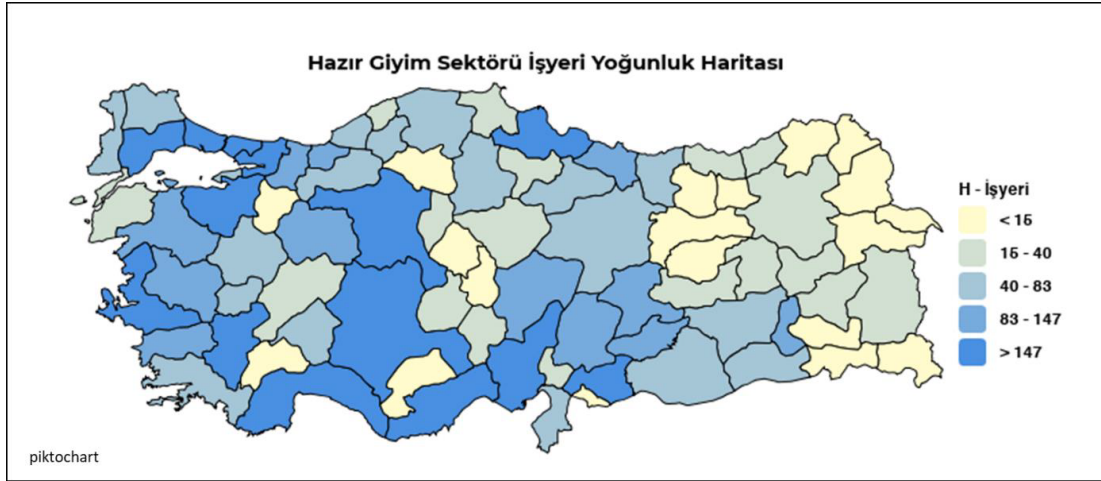 Hazır Giyim Sektörü İşyeri Yoğunluk Haritası
H - İşyeri
< 15
15 - 40
40 - 83
83 - 147
> 147
piktochart